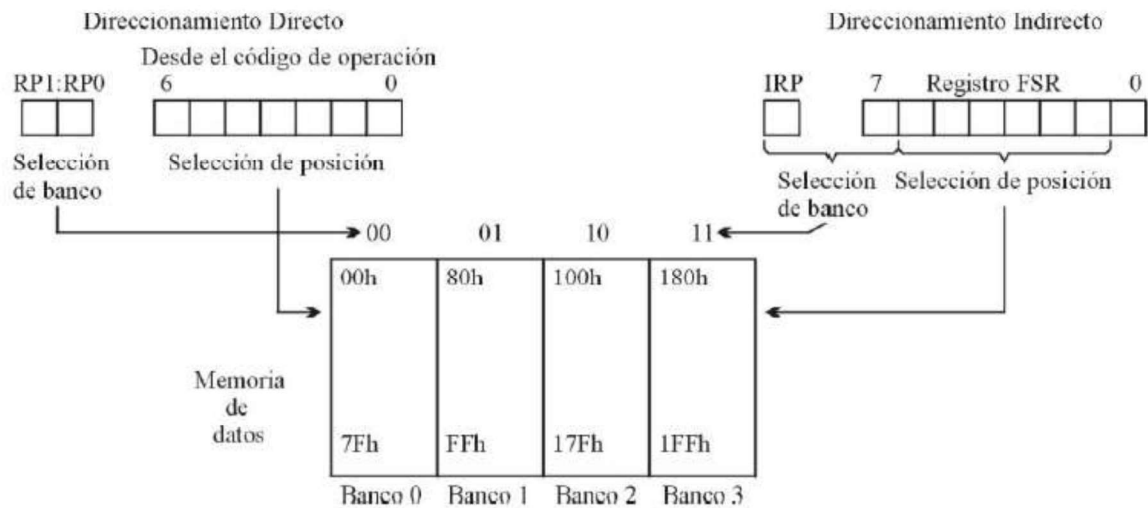 Direccionamiento Directo
Direccionamiento Indirecto
Desde el código de operación
RP1:RP0
6
0
IRP
7
Registro FSR
0
Selección de banco
Selección de posición
Selección de banco
Selección de posición
00
01
10
11
00h
80h
100h
180h
Memoria de datos
7Fh
FFh
17Fh
1FFh
Banco 0
Banco 1
Banco 2
Banco 3